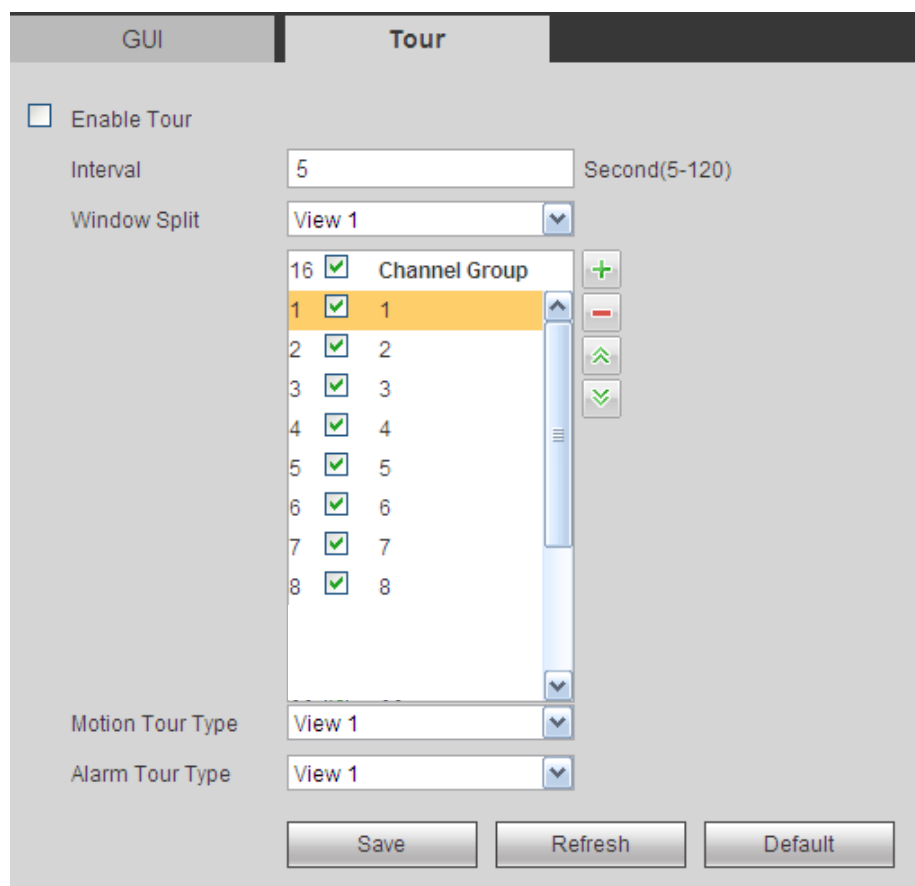 GUI Tour
Enable Tour
Interval 5 Second(5-120)
Window Split View 1
16 Channel Group
1 1
2 2
3 3
4 4
5 5
6 6
7 7
8 8
Motion Tour Type View 1
Alarm Tour Type View 1
Save Refresh Default